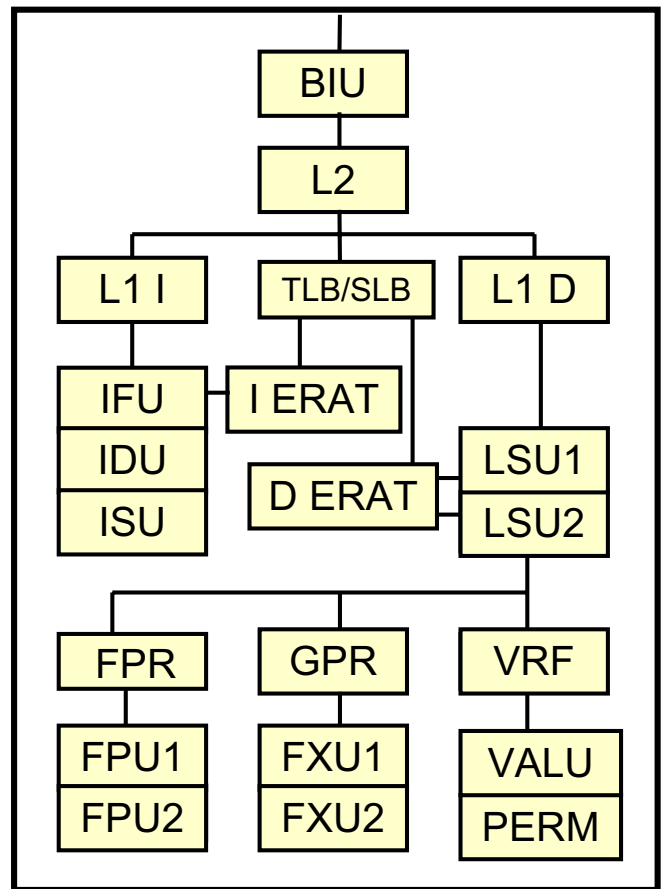 BIU
L2
L1 I
TLB/SLB
L1 D
IFU
I ERAT
IDU
LSU1
D ERAT
ISU
LSU2
FPR
GPR
VRF
FPU1
FXU1
VALU
FPU2
FXU2
PERM